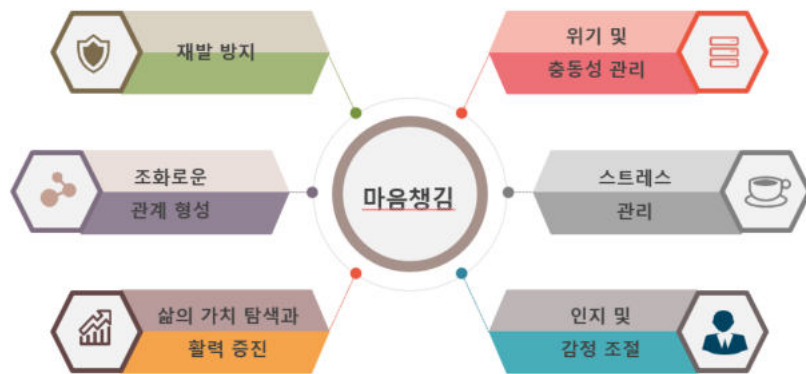 재발 방지
위기 및
충동성 관리
조화로운
관계 형성
마음챙김
스트레스
관리
삶의 가치 탐색과
활력 증진
인지 및
감정 조절